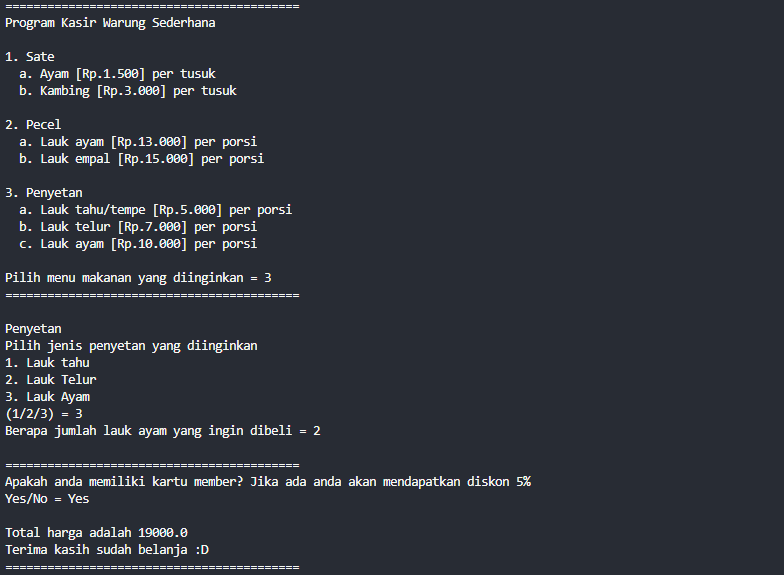 ==========================================
Program Kasir Warung Sederhana

1. Sate
  a. Ayam [Rp.1.500] per tusuk
  b. Kambing [Rp.3.000] per tusuk

2. Pecel
  a. Lauk ayam [Rp.13.000] per porsi
  b. Lauk empal [Rp.15.000] per porsi

3. Penyetan
  a. Lauk tahu/tempe [Rp.5.000] per porsi
  b. Lauk telur [Rp.7.000] per porsi
  c. Lauk ayam [Rp.10.000] per porsi

Pilih menu makanan yang diinginkan = 3
==========================================

Penyetan
Pilih jenis penyetan yang diinginkan
1. Lauk tahu
2. Lauk Telur
3. Lauk Ayam
(1/2/3) = 3
Berapa jumlah lauk ayam yang ingin dibeli = 2

==========================================
Apakah anda memiliki kartu member? Jika ada anda akan mendapatkan diskon 5%
Yes/No = Yes

Total harga adalah 19000.0
Terima kasih sudah belanja :D
==========================================